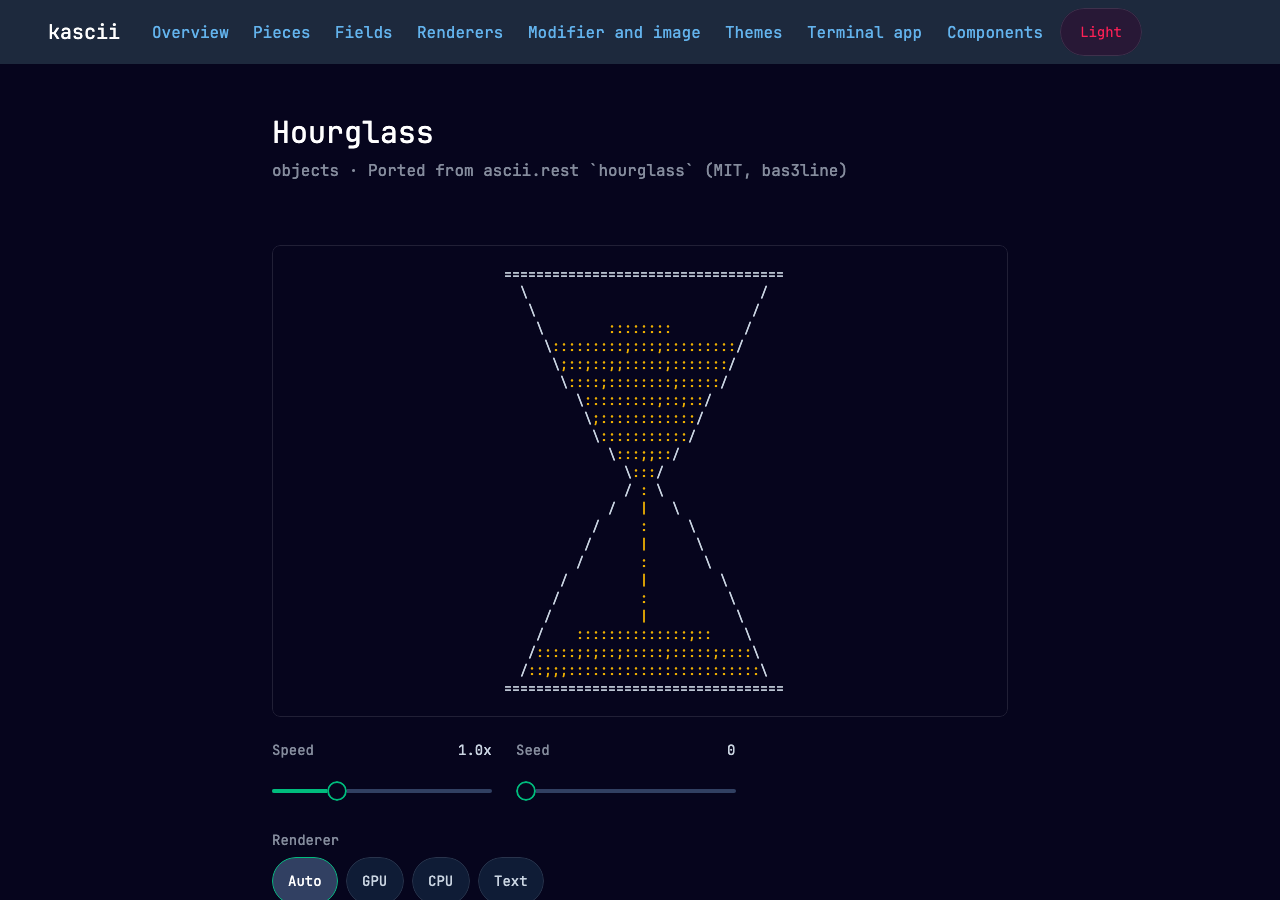 kascii Overview Pieces Fields Renderers Modifier and image Themes Terminal app Components Light
Hourglass
objects · Ported from ascii.rest `hourglass` (MIT, bas3line)
Speed 1.0x Seed 0
Renderer
Auto GPU CPU Text